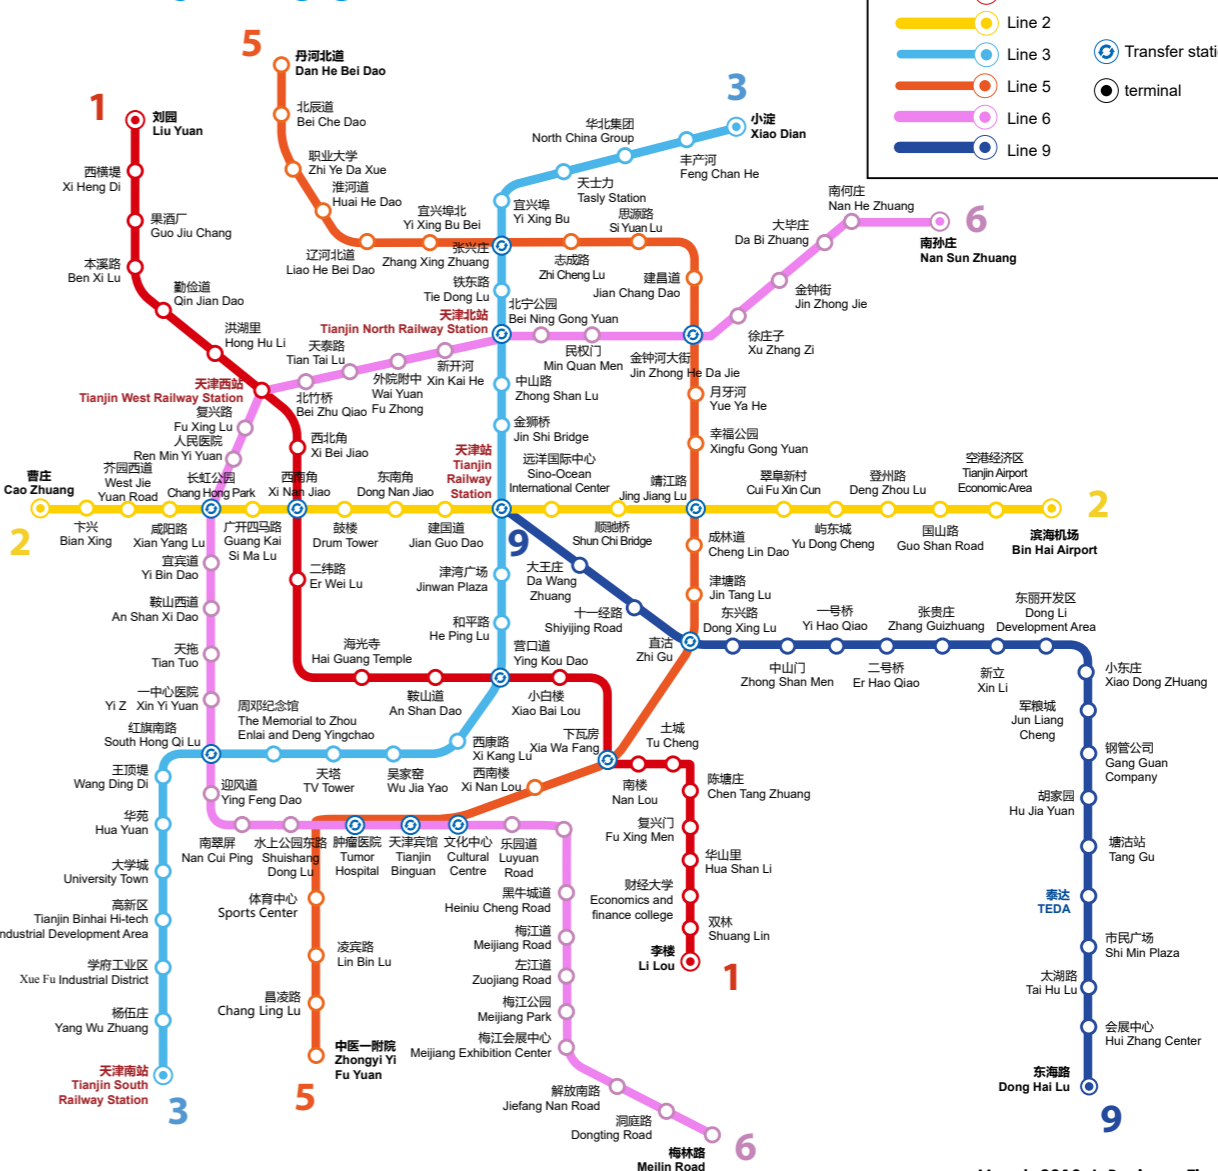 Line 2
Line 3
Line 5
Line 6
Line 9
terminal
5
丹河北道
Dan He Bei Dao
北辰道
Bei Che Dao
职业大学
Zhi Ye Da Xue
淮河道
Huai He Dao
辽河北道
Liao He Bei Dao
宜兴埠北
Yi Xing Bu Bei
张兴庄
Zhang Xing Zhuang
志成路
Zhi Cheng Lu
思源路
Si Yuan Lu
建昌道
Jian Chang Dao
金钟河大街
Jin Zhong He Da Jie
月牙河
Yue Ya He
幸福公园
Xingfu Gong Yuan
靖江路
Jing Jiang Lu
成林道
Cheng Lin Dao
津塘路
Jin Tang Lu
直沽
Zhi Gu
下瓦房
Xia Wa Fang
西南楼
Xi Nan Lou
体育中心
Sports Center
凌宾路
Lin Bin Lu
昌凌路
Chang Ling Lu
中医一附院
Zhongyi Yi
Fu Yuan
5
1
刘园
Liu Yuan
西横堤
Xi Heng Di
果酒厂
Guo Jiu Chang
本溪路
Ben Xi Lu
勤俭道
Qin Jian Dao
洪湖里
Hong Hu Li
天津西站
Tianjin West Railway Station
西北角
Xi Bei Jiao
西南角
Xi Nan Jiao
二纬路
Er Wei Lu
海光寺
Hai Guang Temple
鞍山道
An Shan Dao
营口道
Ying Kou Dao
小白楼
Xiao Bai Lou
南楼
Nan Lou
土城
Tu Cheng
陈塘庄
Chen Tang Zhuang
复兴门
Fu Xing Men
华山里
Hua Shan Li
财经大学
Economics and
finance college
双林
Shuang Lin
李楼
Li Lou
1
3
小淀
Xiao Dian
丰产河
Feng Chan He
华北集团
North China Group
天士力
Tasly Station
宜兴埠
Yi Xing Bu
铁东路
Tie Dong Lu
天津北站
Tianjin North Railway Station
中山路
Zhong Shan Lu
金狮桥
Jin Shi Bridge
天津站
Tianjin
Railway
Station
津湾广场
Jinwan Plaza
和平路
He Ping Lu
西康路
Xi Kang Lu
吴家窑
Wu Jia Yao
天塔
TV Tower
周邓纪念馆
The Memorial to Zhou
Enlai and Deng Yingchao
红旗南路
South Hong Qi Lu
王顶堤
Wang Ding Di
华苑
Hua Yuan
大学城
University Town
高新区
Tianjin Binhai Hi-tech
ndustrial Development Area
学府工业区
Xue Fu Industrial District
杨伍庄
Yang Wu Zhuang
天津南站
Tianjin South
Railway Station
3
6
南孙庄
Nan Sun Zhuang
南何庄
Nan He Zhuang
大毕庄
Da Bi Zhuang
金钟街
Jin Zhong Jie
徐庄子
Xu Zhang Zi
民权门
Min Quan Men
北宁公园
Bei Ning Gong Yuan
新开河
Xin Kai He
外院附中
Wai Yuan
Fu Zhong
天泰路
Tian Tai Lu
北竹桥
Bei Zhu Qiao
复兴路
Fu Xing Lu
人民医院
Ren Min Yi Yuan
长虹公园
Chang Hong Park
宜宾道
Yi Bin Dao
鞍山西道
An Shan Xi Dao
天拖
Tian Tuo
一中心医院
Yi Z Xin Yi Yuan
迎风道
Ying Feng Dao
南翠屏
Nan Cui Ping
水上公园东路
Shuishang
Dong Lu
肿瘤医院
Tumor
Hospital
天津宾馆
Tianjin
Binguan
文化中心
Cultural
Centre
乐园道
Luyuan
Road
黑牛城道
Heiniu Cheng Road
梅江道
Meijiang Road
左江道
Zuojiang Road
梅江公园
Meijiang Park
梅江会展中心
Meijiang Exhibition Center
解放南路
Jiefang Nan Road
洞庭路
Dongting Road
梅林路
Meilin Road
6
2
曹庄
Cao Zhuang
卞兴
Bian Xing
芥园西道
West Jie
Yuan Road
咸阳路
Xian Yang Lu
广开四马路
Guang Kai
Si Ma Lu
鼓楼
Drum Tower
东南角
Dong Nan Jiao
建国道
Jian Guo Dao
远洋国际中心
Sino-Ocean
International Center
顺驰桥
Shun Chi Bridge
翠阜新村
Cui Fu Xin Cun
屿东城
Yu Dong Cheng
登州路
Deng Zhou Lu
国山路
Guo Shan Road
空港经济区
Tianjin Airport
Economic Area
滨海机场
Bin Hai Airport
2
9
大王庄
Da Wang
Zhuang
十一经路
Shiyijing Road
东兴路
Dong Xing Lu
中山门
Zhong Shan Men
一号桥
Yi Hao Qiao
二号桥
Er Hao Qiao
张贵庄
Zhang Guizhuang
新立
Xin Li
东丽开发区
Dong Li
Development Area
小东庄
Xiao Dong ZHuang
军粮城
Jun Liang
Cheng
钢管公司
Gang Guan
Company
胡家园
Hu Jia Yuan
塘沽站
Tang Gu
泰达
TEDA
市民广场
Shi Min Plaza
太湖路
Tai Hu Lu
会展中心
Hui Zhang Center
东海路
Dong Hai Lu
9
Transfer stati